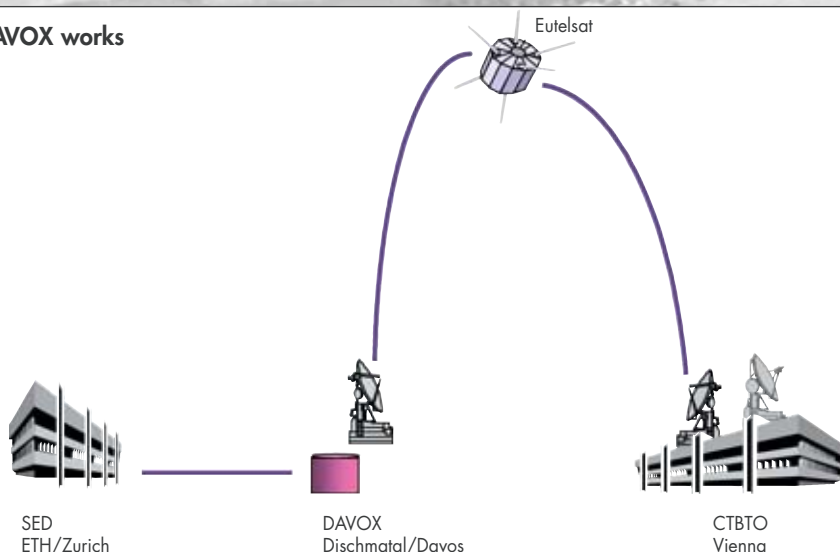 AVOX works
Eutelsat
SED
ETH/Zurich
DAVOX
Dischmatal/Davos
CTBTO
Vienna